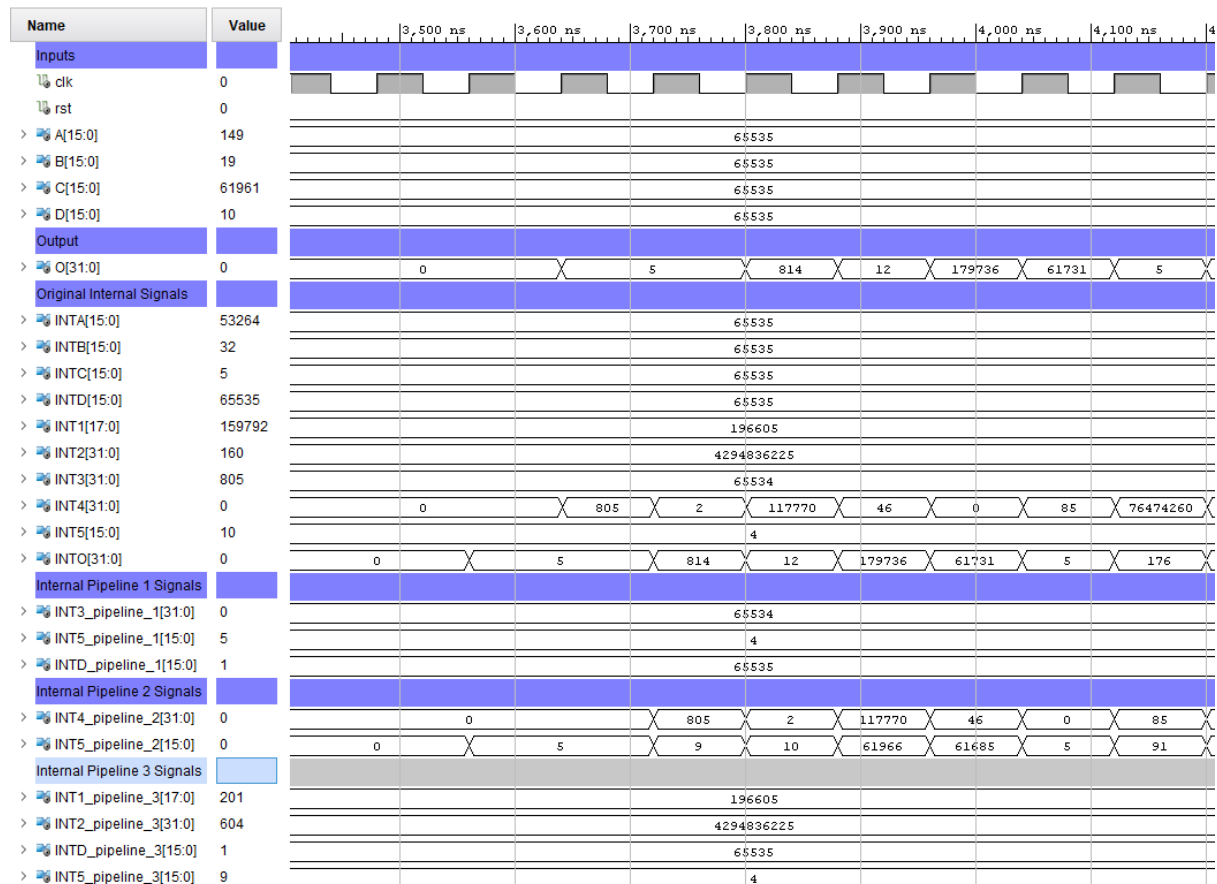 Name Value 3,500 ns 3,600 ns 3,700 ns 3,800 ns 3,900 ns 4,000 ns 4,100 ns 4
Inputs
clk 0
rst 0
A[15:0] 149 65535
B[15:0] 19 65535
C[15:0] 61961 65535
D[15:0] 10 65535
Output
O[31:0] 0 0 5 814 12 179736 61731 5
Original Internal Signals
INTA[15:0] 53264 65535
INTB[15:0] 32 65535
INTC[15:0] 5 65535
INTD[15:0] 65535 65535
INT1[17:0] 159792 196605
INT2[31:0] 160 4294836225
INT3[31:0] 805 65534
INT4[31:0] 0 0 805 2 117770 46 0 85 76474260
INT5[15:0] 10 4
INTO[31:0] 0 0 5 814 12 179736 61731 5 176
Internal Pipeline 1 Signals
INT3_pipeline_1[31:0] 0 65534
INT5_pipeline_1[15:0] 5 4
INTD_pipeline_1[15:0] 1 65535
Internal Pipeline 2 Signals
INT4_pipeline_2[31:0] 0 0 805 2 117770 46 0 85
INT5_pipeline_2[15:0] 0 0 5 9 10 61966 61685 5 91
Internal Pipeline 3 Signals
INT1_pipeline_3[17:0] 201 196605
INT2_pipeline_3[31:0] 604 4294836225
INTD_pipeline_3[15:0] 1 65535
INT5_pipeline_3[15:0] 9 4